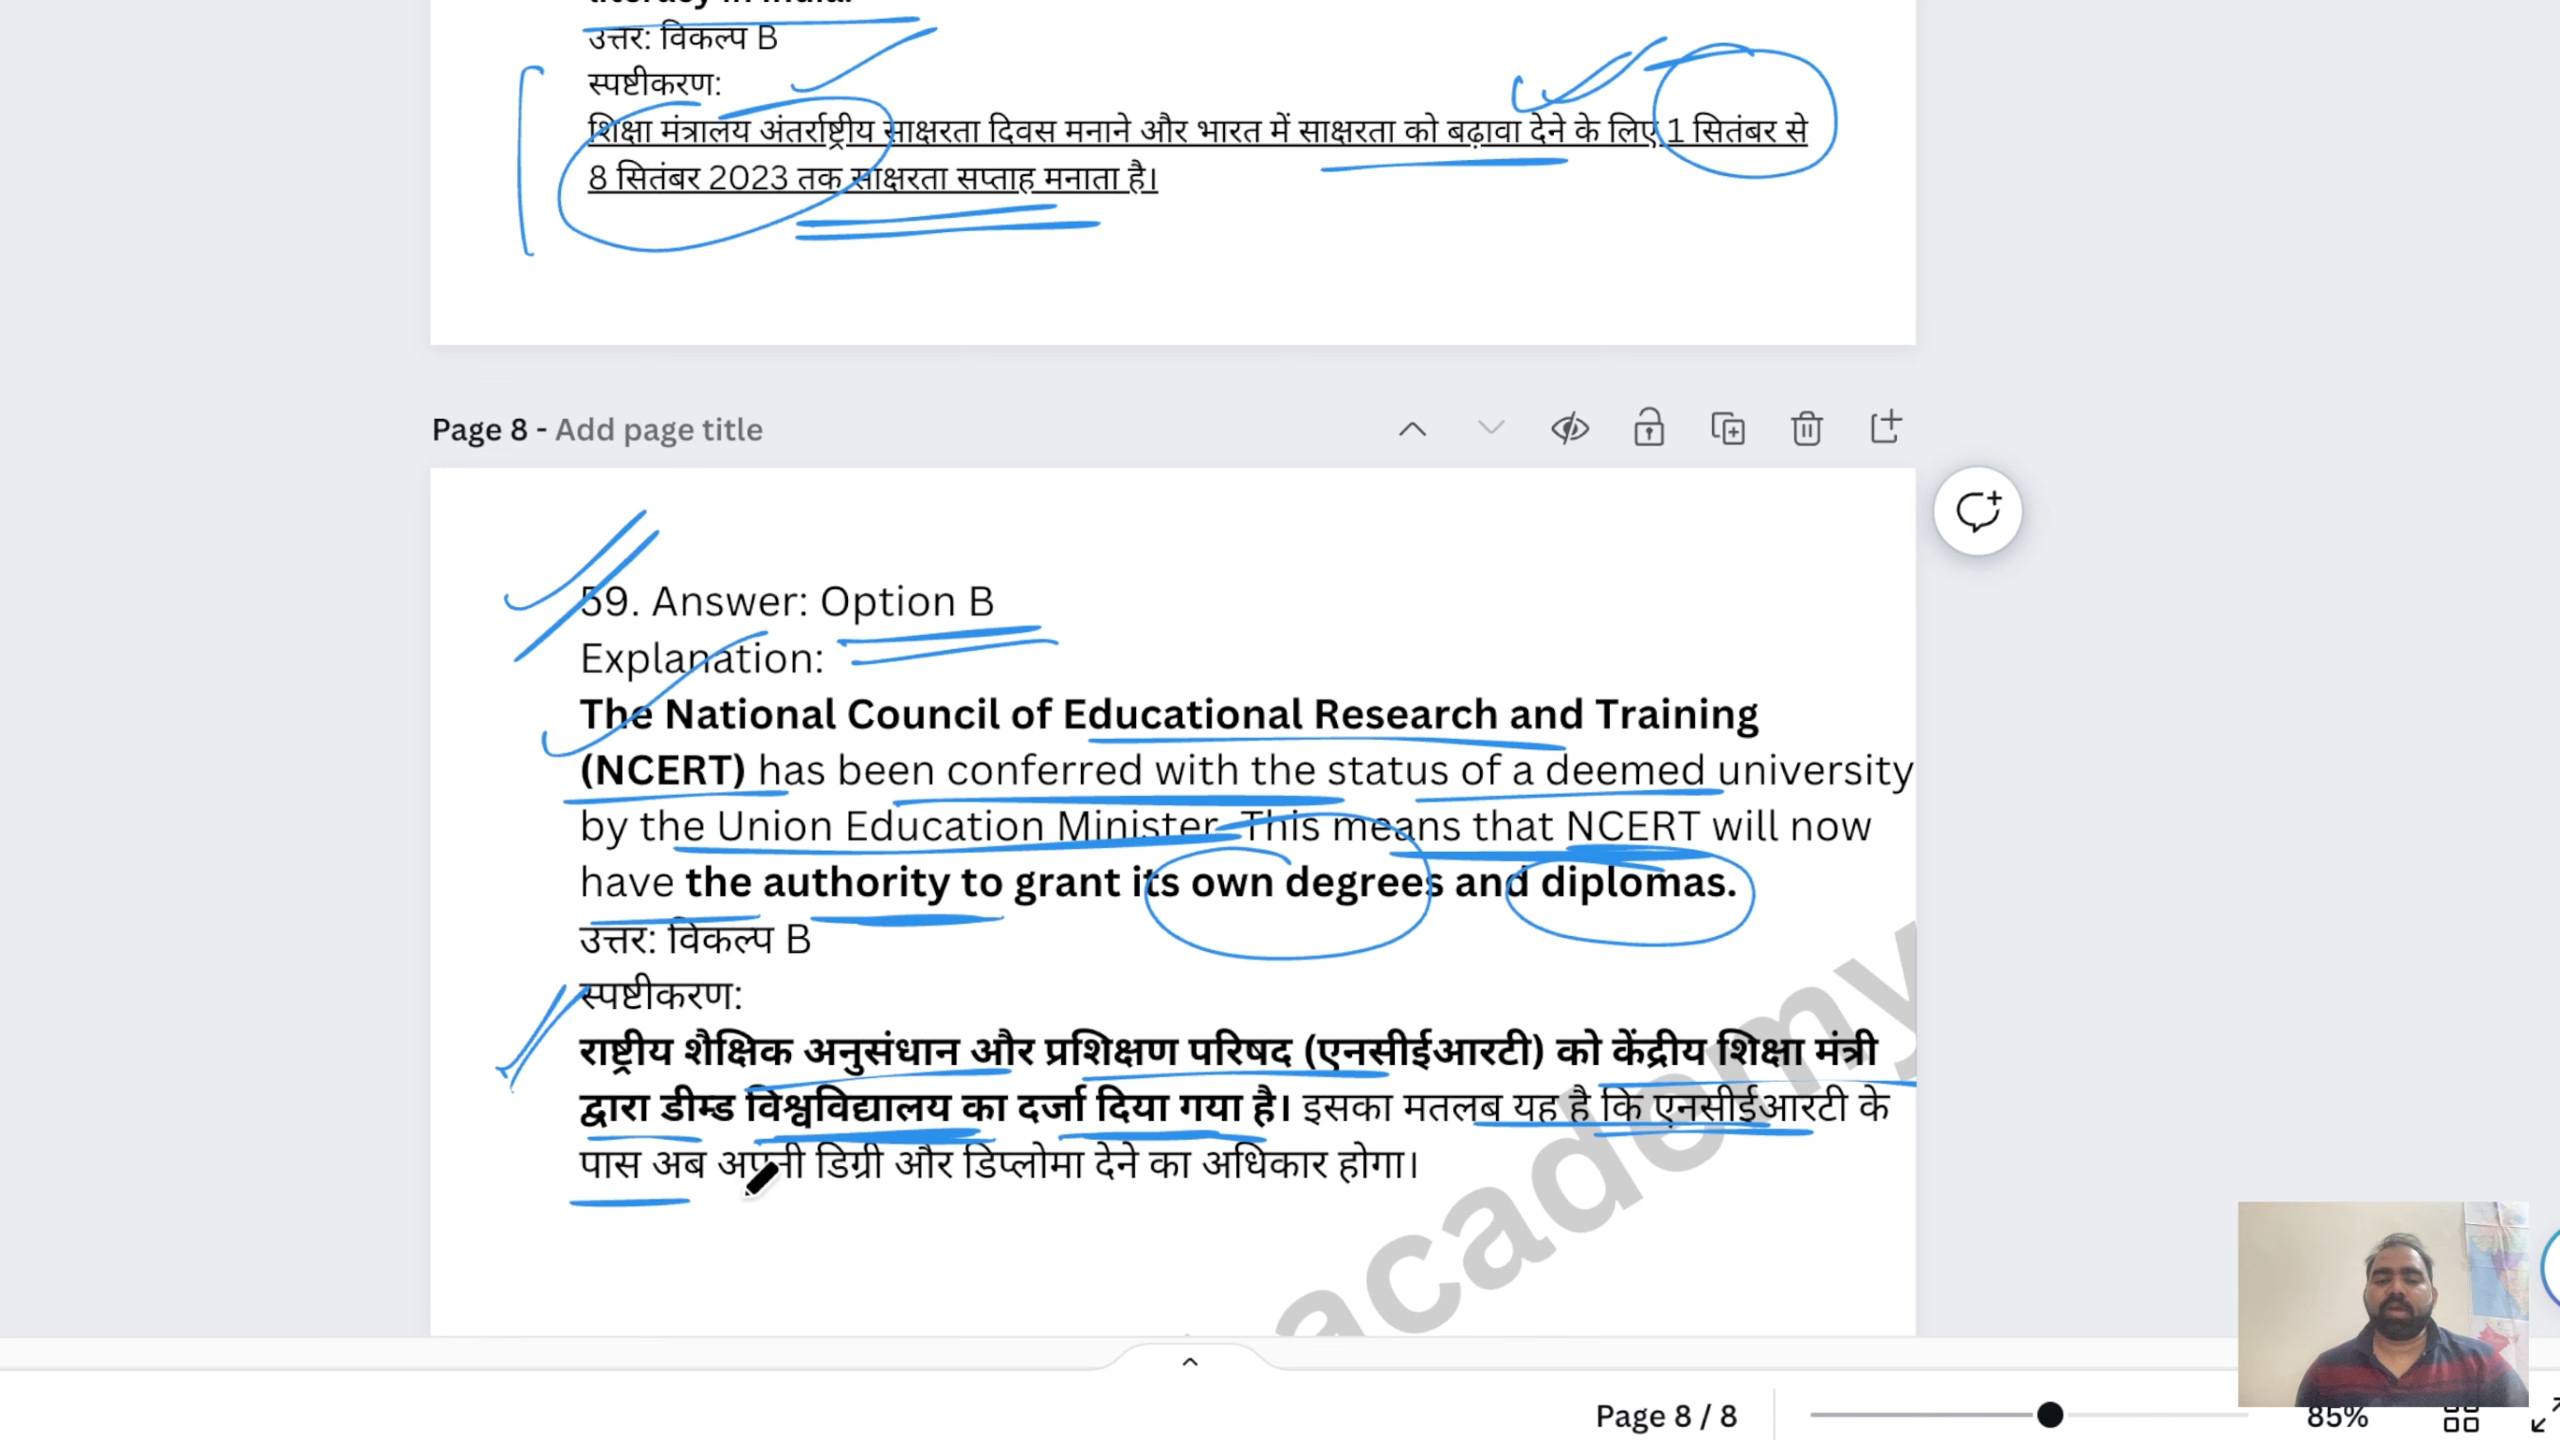 literacy in India.
उत्तर: विकल्प B
स्पष्टीकरण:
शिक्षा मंत्रालय अंतर्राष्ट्रीय साक्षरता दिवस मनाने और भारत में साक्षरता को बढ़ावा देने के लिए 1 सितंबर से
8 सितंबर 2023 तक साक्षरता सप्ताह मनाता है।
Page 8 - Add page title
59. Answer: Option B
Explanation:
The National Council of Educational Research and Training
(NCERT) has been conferred with the status of a deemed university
by the Union Education Minister. This means that NCERT will now
have the authority to grant its own degrees and diplomas.
उत्तर: विकल्प B
स्पष्टीकरण:
राष्ट्रीय शैक्षिक अनुसंधान और प्रशिक्षण परिषद (एनसीईआरटी) को केंद्रीय शिक्षा मंत्री
द्वारा डीम्ड विश्वविद्यालय का दर्जा दिया गया है। इसका मतलब यह है कि एनसीईआरटी के
पास अब अपनी डिग्री और डिप्लोमा देने का अधिकार होगा।
academy
Page 8 / 8
85%